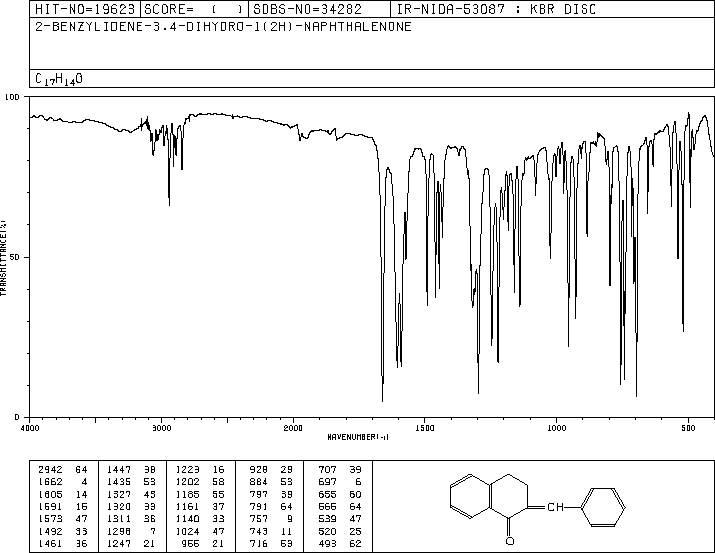 HIT-NO=19623 SCORE= ( ) SDBS-NO=34282 IR-NIDA-53087 : KBR DISC
2-BENZYLIDENE-3.4-DIHYDRO-1(2H)-NAPHTHALENONE
C17H14O
100
TRANSMITTANCE(%)
50
0
4000 3000 2000 1500 1000 500
WAVENUMBER(-1)
2942 64 1447 38 1223 16 928 29 707 39
1662 4 1435 53 1202 58 884 53 697 6
1605 14 1327 45 1185 55 797 39 655 60
1591 15 1320 33 1161 37 791 64 566 64
1573 47 1311 36 1140 33 757 9 539 47
1492 33 1298 7 1024 47 743 11 520 25
1461 36 1247 21 956 21 716 53 493 62
CH
O